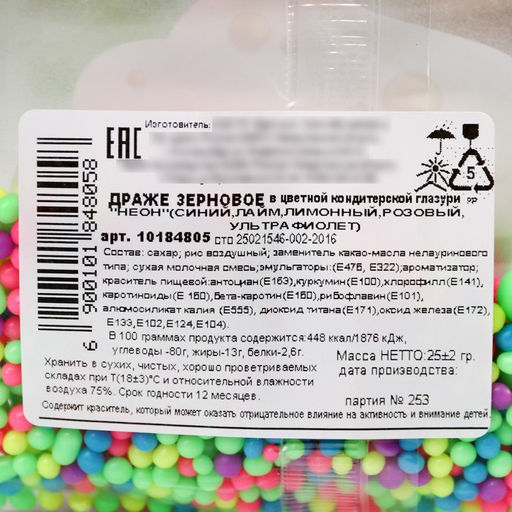 EAC
Изготовитель:
ДРАЖЕ ЗЕРНОВОЕ в цветной кондитерской глазури
"НЕОН"(СИНИЙ,ЛАЙМ,ЛИМОННЫЙ,РОЗОВЫЙ,
УЛЬТРАФИОЛЕТ)
арт. 10184805 сто 25021546-002-2016
Состав: сахар; рис воздушный; заменитель какао-масла нелауринового
типа; сухая молочная смесь;эмульгаторы:(Е476, Е322);ароматизатор;
краситель пищевой:антоциан(Е163),куркумин(Е100),хлорофилл(Е141),
каротиноиды(Е 160),бета-каротин(Е160),рибофлавин(Е101),
алюмосиликат калия (Е555), диоксид титана(Е171),оксид железа(Е172),
Е133,Е102,Е124,Е104).
В 100 граммах продукта содержится:448 ккал/1876 кДж,
углеводы -80г, жиры-13г, белки-2,6г.
Масса НЕТТО:25±2 гр.
дата производства:
Хранить в сухих, чистых, хорошо проветриваемых
складах при Т(18±3)°С и относительной влажности
воздуха 75%. Срок годности 12 месяцев.
партия № 253
Содержит краситель, который может оказать отрицательное влияние на активность и внимание детей
6 900101 848058
5
PP